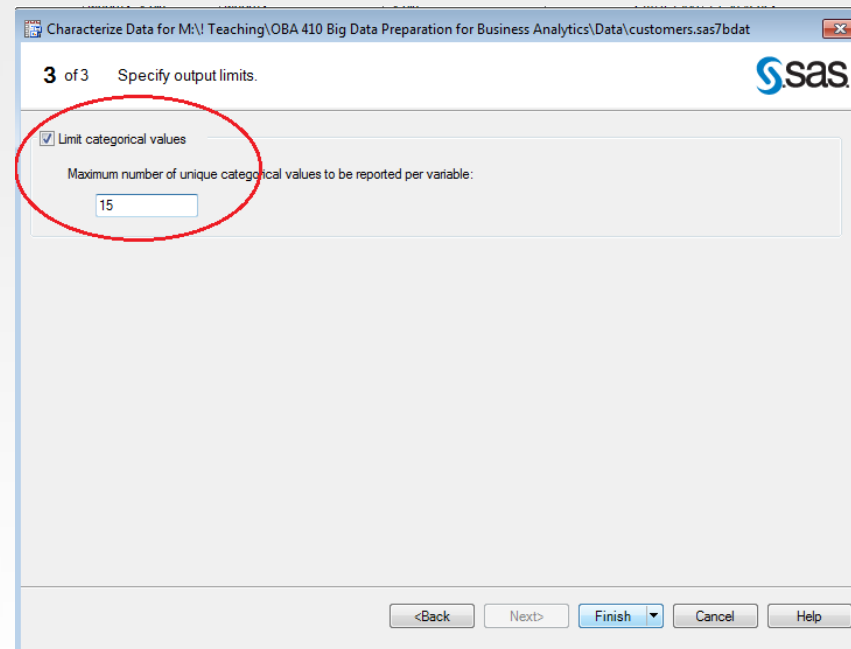 Characterize Data for M:\! Teaching\OBA 410 Big Data Preparation for Business Analytics\Data\customers.sas7bdat
3 of 3 Specify output limits.
sas
Limit categorical values
Maximum number of unique categorical values to be reported per variable:
15
<Back Next> Finish Cancel Help